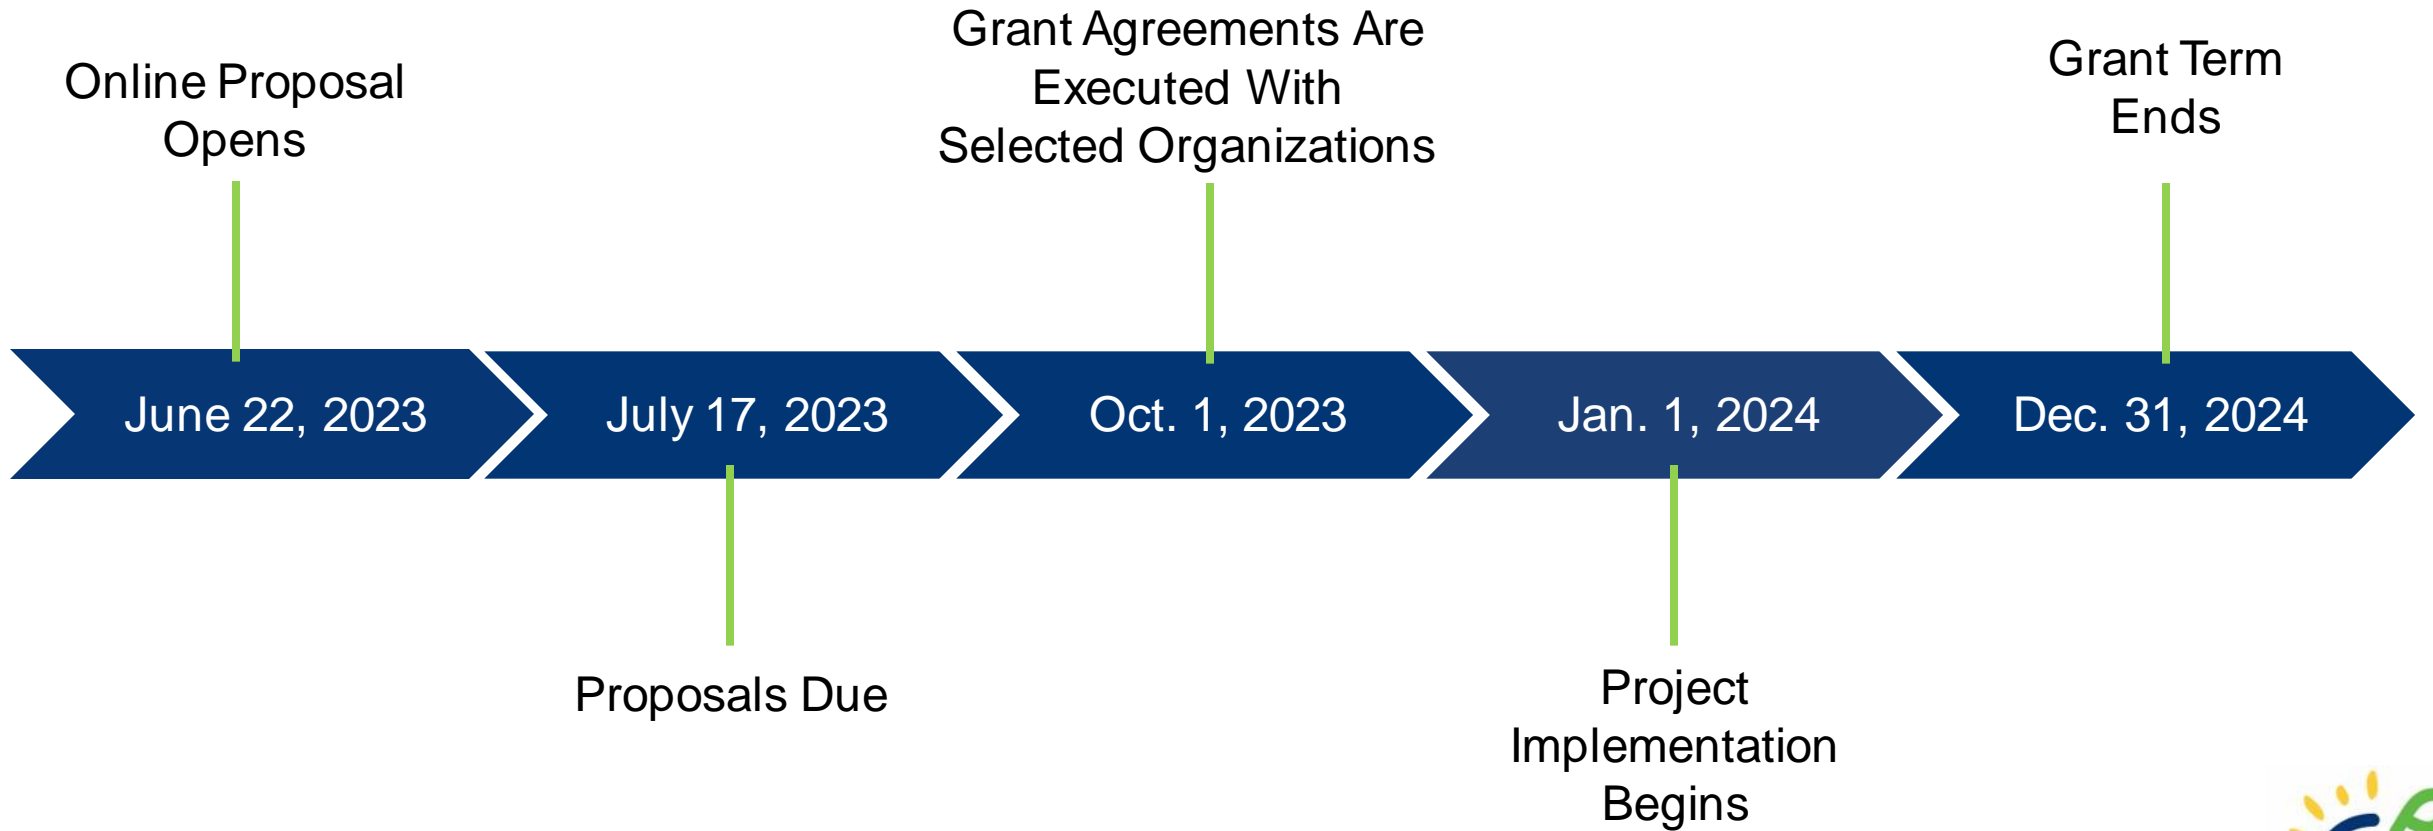 Online Proposal
Opens
Grant Agreements Are
Executed With
Selected Organizations
Grant Term
Ends
June 22, 2023
July 17, 2023
Oct. 1, 2023
Jan. 1, 2024
Dec. 31, 2024
Proposals Due
Project
Implementation
Begins